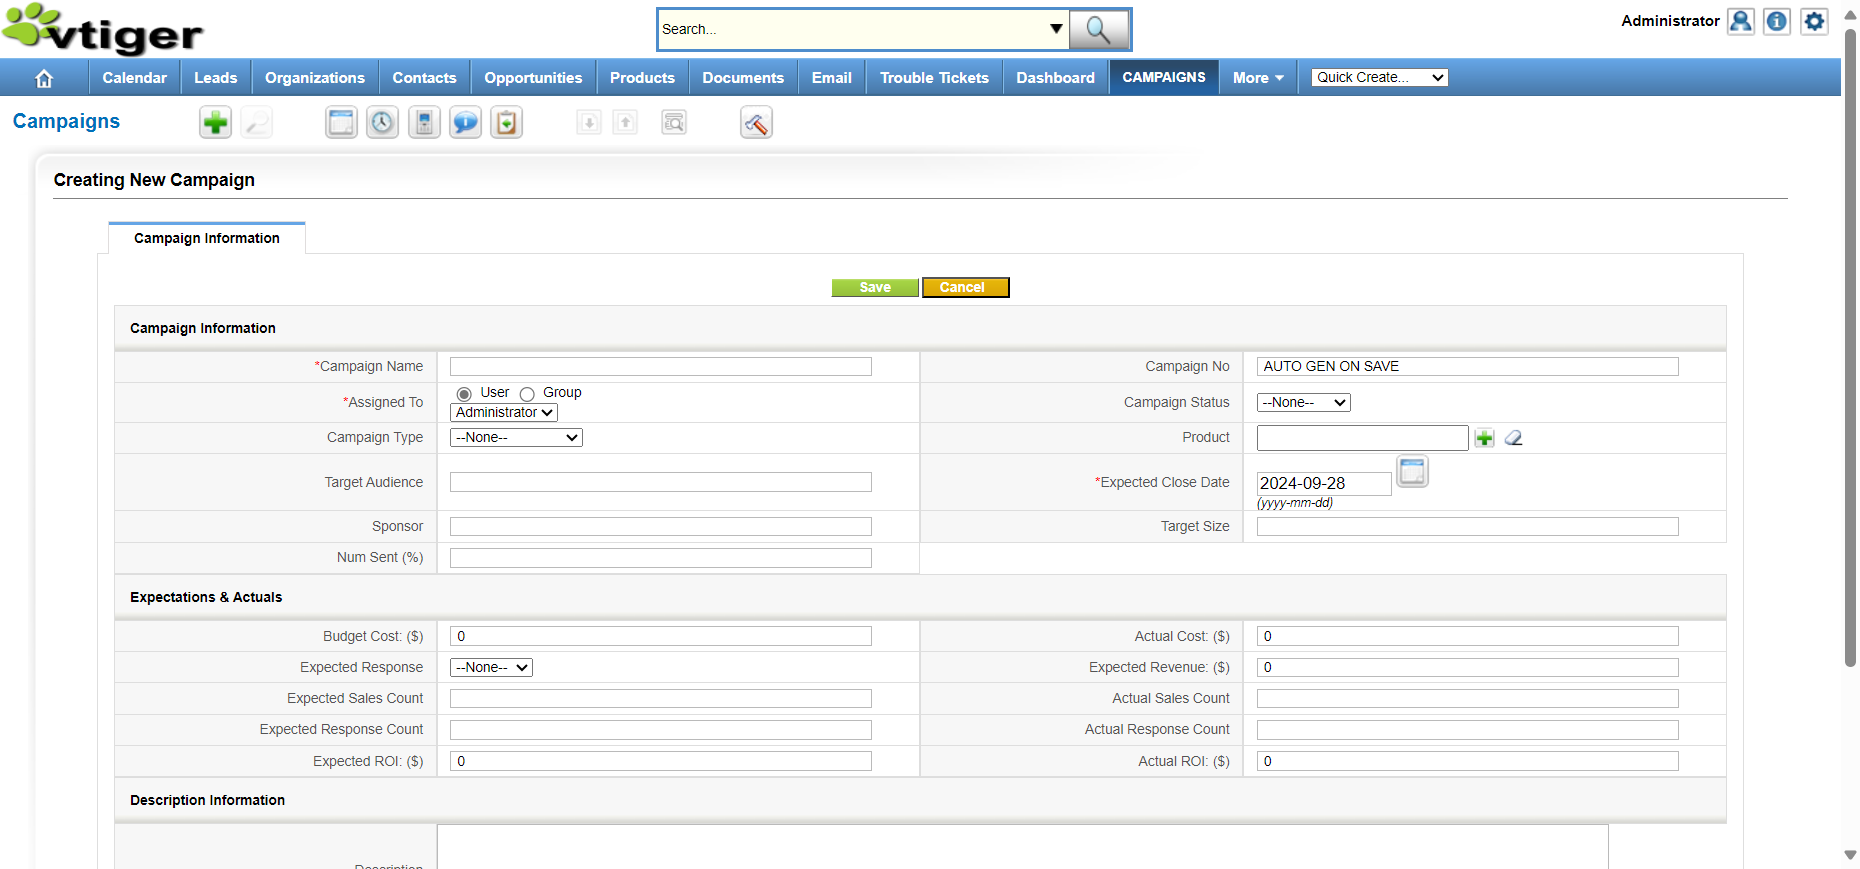 vtiger
Search...
Administrator
Calendar Leads Organizations Contacts Opportunities Products Documents Email Trouble Tickets Dashboard CAMPAIGNS More Quick Create...
Campaigns
Creating New Campaign
Campaign Information
Save Cancel
Campaign Information
*Campaign Name Campaign No AUTO GEN ON SAVE
*Assigned To User Group Administrator Campaign Status --None--
Campaign Type --None-- Product
Target Audience *Expected Close Date 2024-09-28
(yyyy-mm-dd)
Sponsor Target Size
Num Sent (%)
Expectations & Actuals
Budget Cost: ($) 0 Actual Cost: ($) 0
Expected Response --None-- Expected Revenue: ($) 0
Expected Sales Count Actual Sales Count
Expected Response Count Actual Response Count
Expected ROI: ($) 0 Actual ROI: ($) 0
Description Information
Description